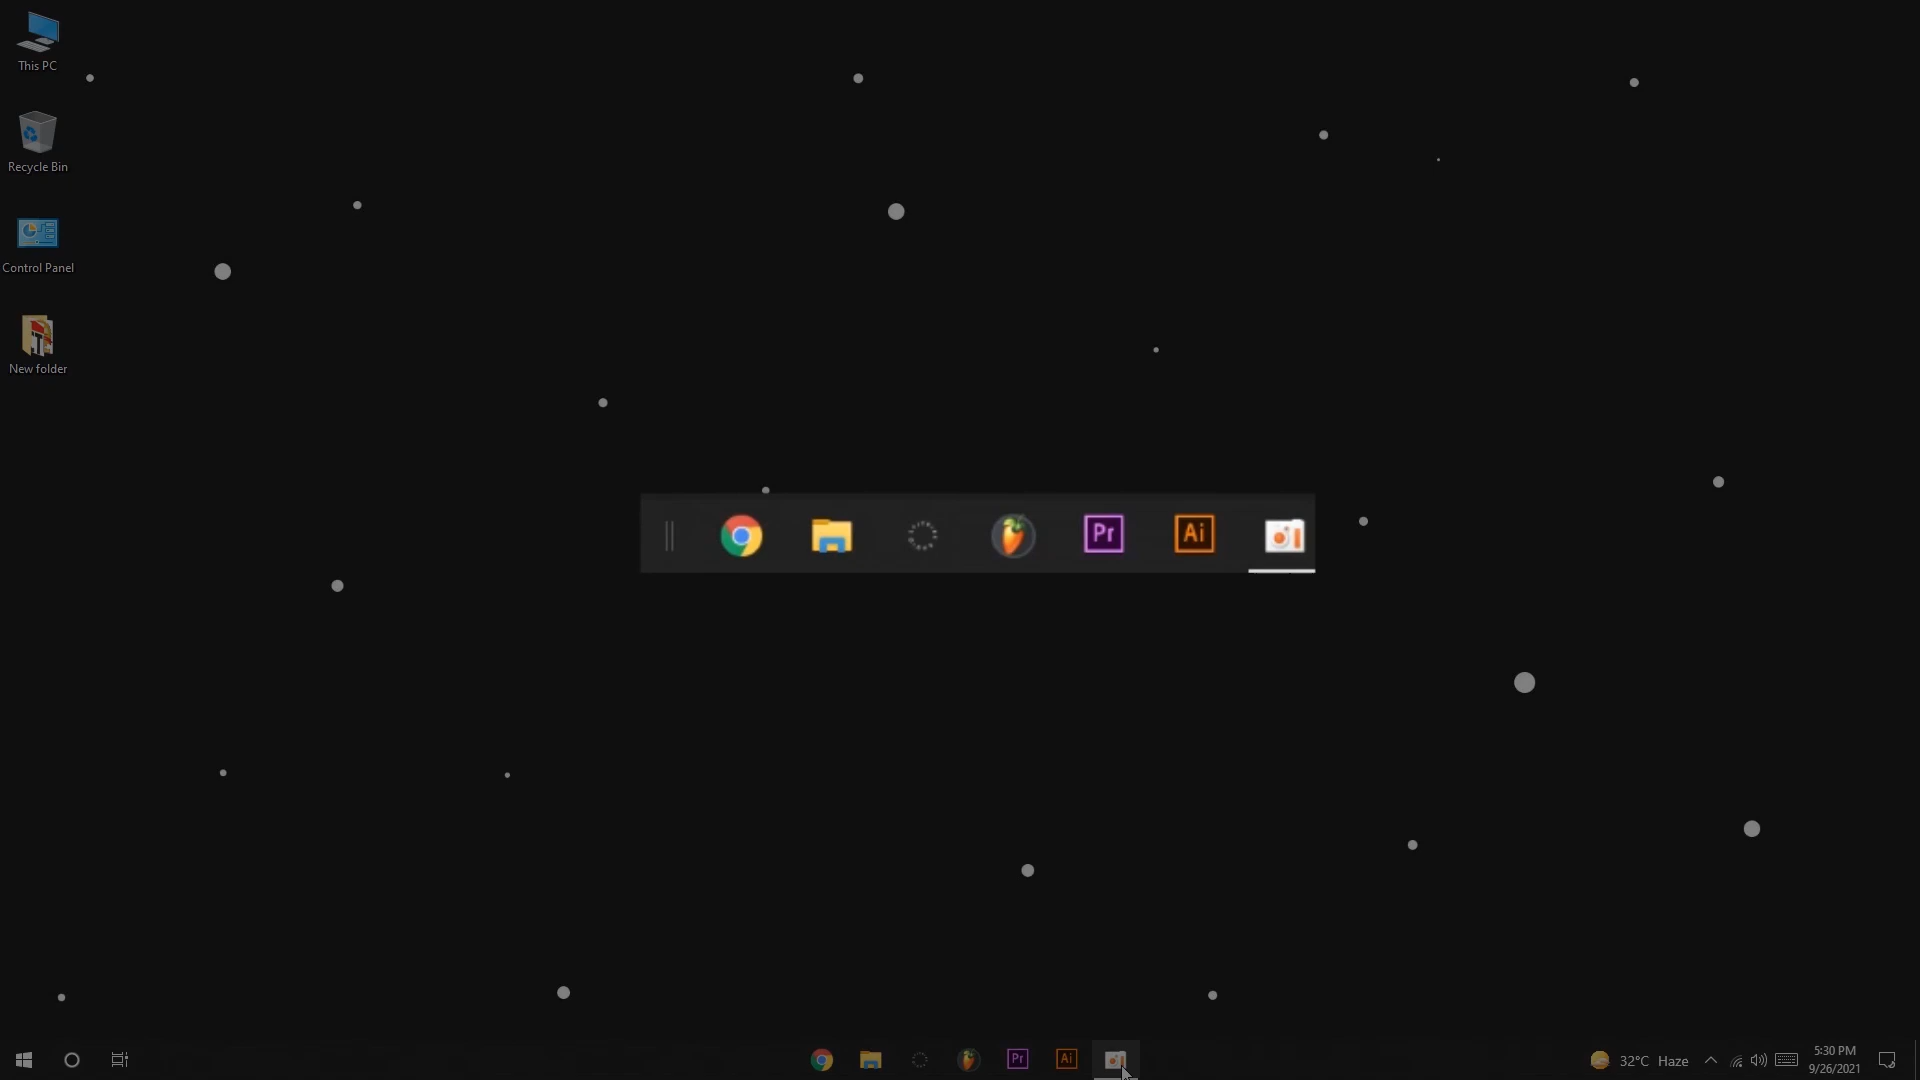 This PC
Recycle Bin
Control Panel
New folder
Pr
Ai
Pr
Ai
32°C Haze
5:30 PM
9/26/2021